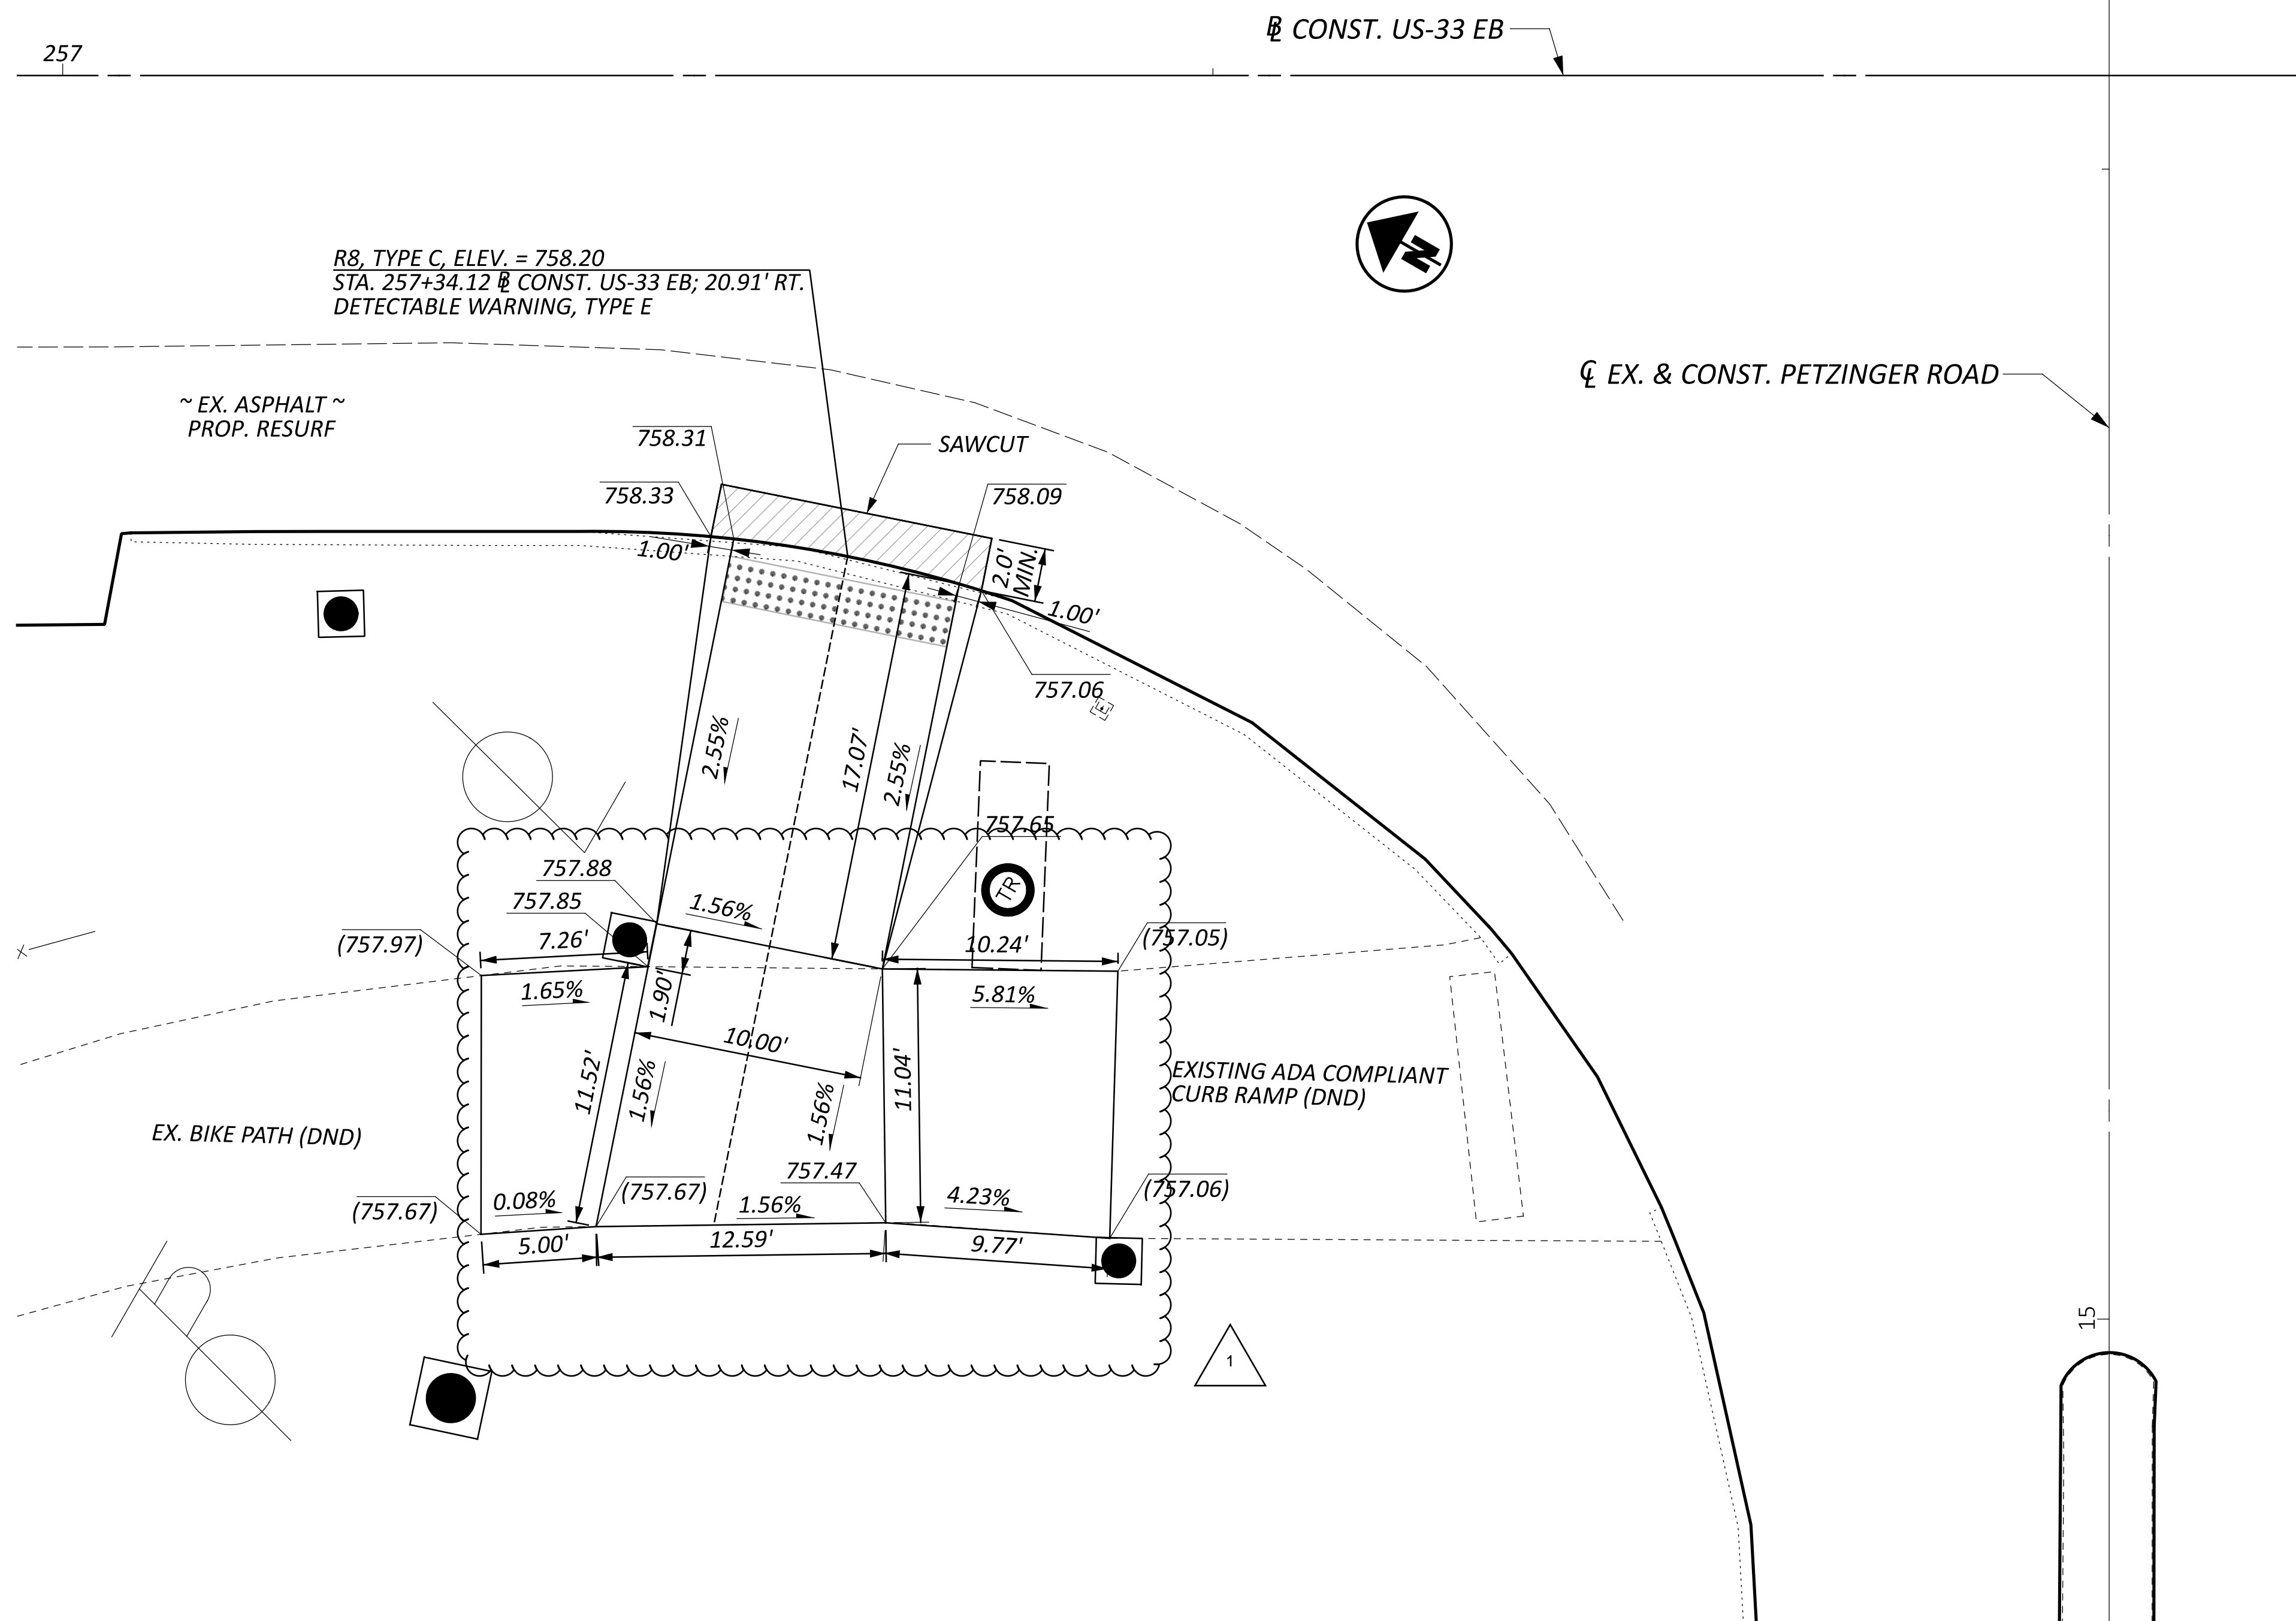 ℄ CONST. US-33 EB
257
N
R8, TYPE C, ELEV. = 758.20
STA. 257+34.12 ℄ CONST. US-33 EB; 20.91' RT.
DETECTABLE WARNING, TYPE E
℄ EX. & CONST. PETZINGER ROAD
~ EX. ASPHALT ~
PROP. RESURF
758.31
SAWCUT
758.33
758.09
1.00'
2.0'
MIN.
1.00'
757.06
E
2.55%
17.07'
2.55%
757.65
757.88
TR
757.85
1.56%
(757.97)
7.26'
10.24'
(757.05)
1.65%
1.90'
5.81%
10.00'
11.52'
1.56%
1.56%
11.04'
EXISTING ADA COMPLIANT
CURB RAMP (DND)
EX. BIKE PATH (DND)
757.47
(757.67)
0.08%
(757.67)
1.56%
4.23%
(757.06)
5.00'
12.59'
9.77'
P
15
1